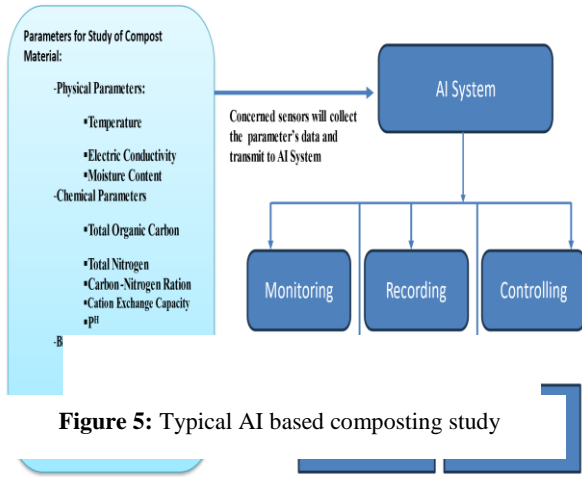 Parameters for Study of Compost
Material:
-Physical Parameters:
▪Temperature
▪Electric Conductivity
▪Moisture Content
-Chemical Parameters
▪Total Organic Carbon
▪Total Nitrogen
▪Carbon-Nitrogen Ration
▪Cation Exchange Capacity
▪Pᴴ
Concerned sensors will collect
the parameter's data and
transmit to AI System
AI System
Monitoring
Recording
Controlling
Figure 5: Typical AI based composting study